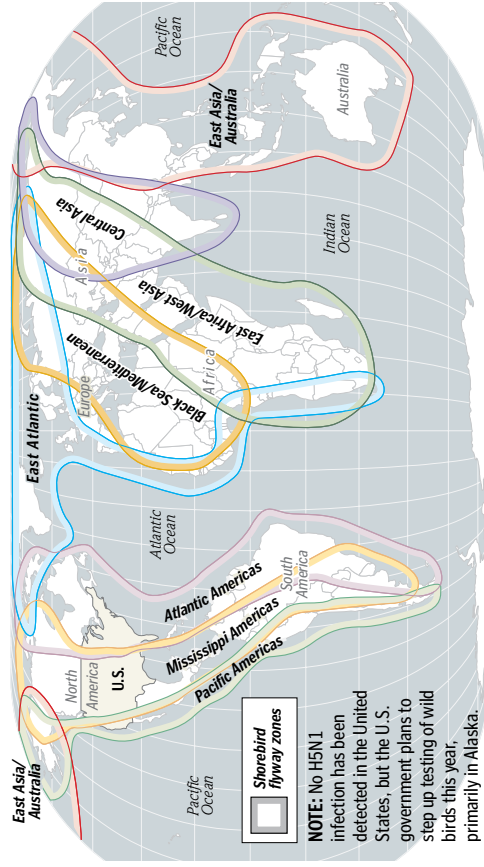 East Asia/
Australia
North
America
U.S.
Pacific
Ocean
Atlantic
Ocean
South
America
Atlantic Americas
Mississippi Americas
Pacific Americas
East Atlantic
Europe
Black Sea/Mediterranean
Africa
East Africa/West Asia
Asia
Central Asia
Indian
Ocean
Pacific
Ocean
East Asia/
Australia
Australia
Shorebird
flyway zones
NOTE: No H5N1
infection has been
detected in the United
States, but the U.S.
government plans to
step up testing of wild
birds this year,
primarily in Alaska.